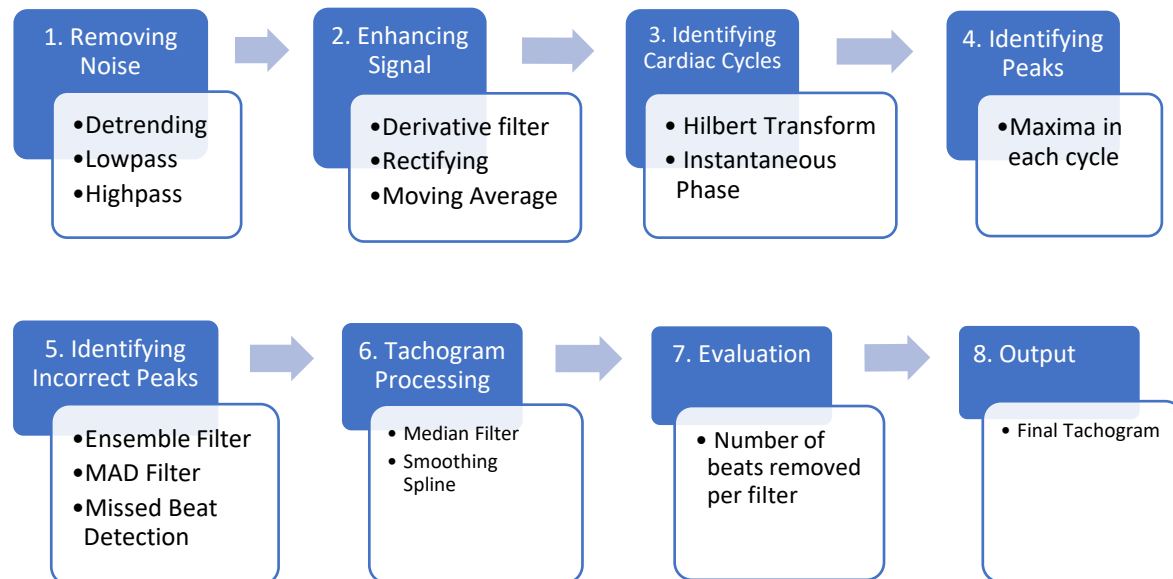 1. Removing
Noise
•Detrending
•Lowpass
•Highpass
2. Enhancing
Signal
•Derivative filter
•Rectifying
•Moving Average
3. Identifying
Cardiac Cycles
• Hilbert Transform
• Instantaneous
Phase
4. Identifying
Peaks
• Maxima in
each cycle
5. Identifying
Incorrect Peaks
•Ensemble Filter
•MAD Filter
•Missed Beat
Detection
6. Tachogram
Processing
• Median Filter
• Smoothing
Spline
7. Evaluation
• Number of
beats removed
per filter
8. Output
• Final Tachogram